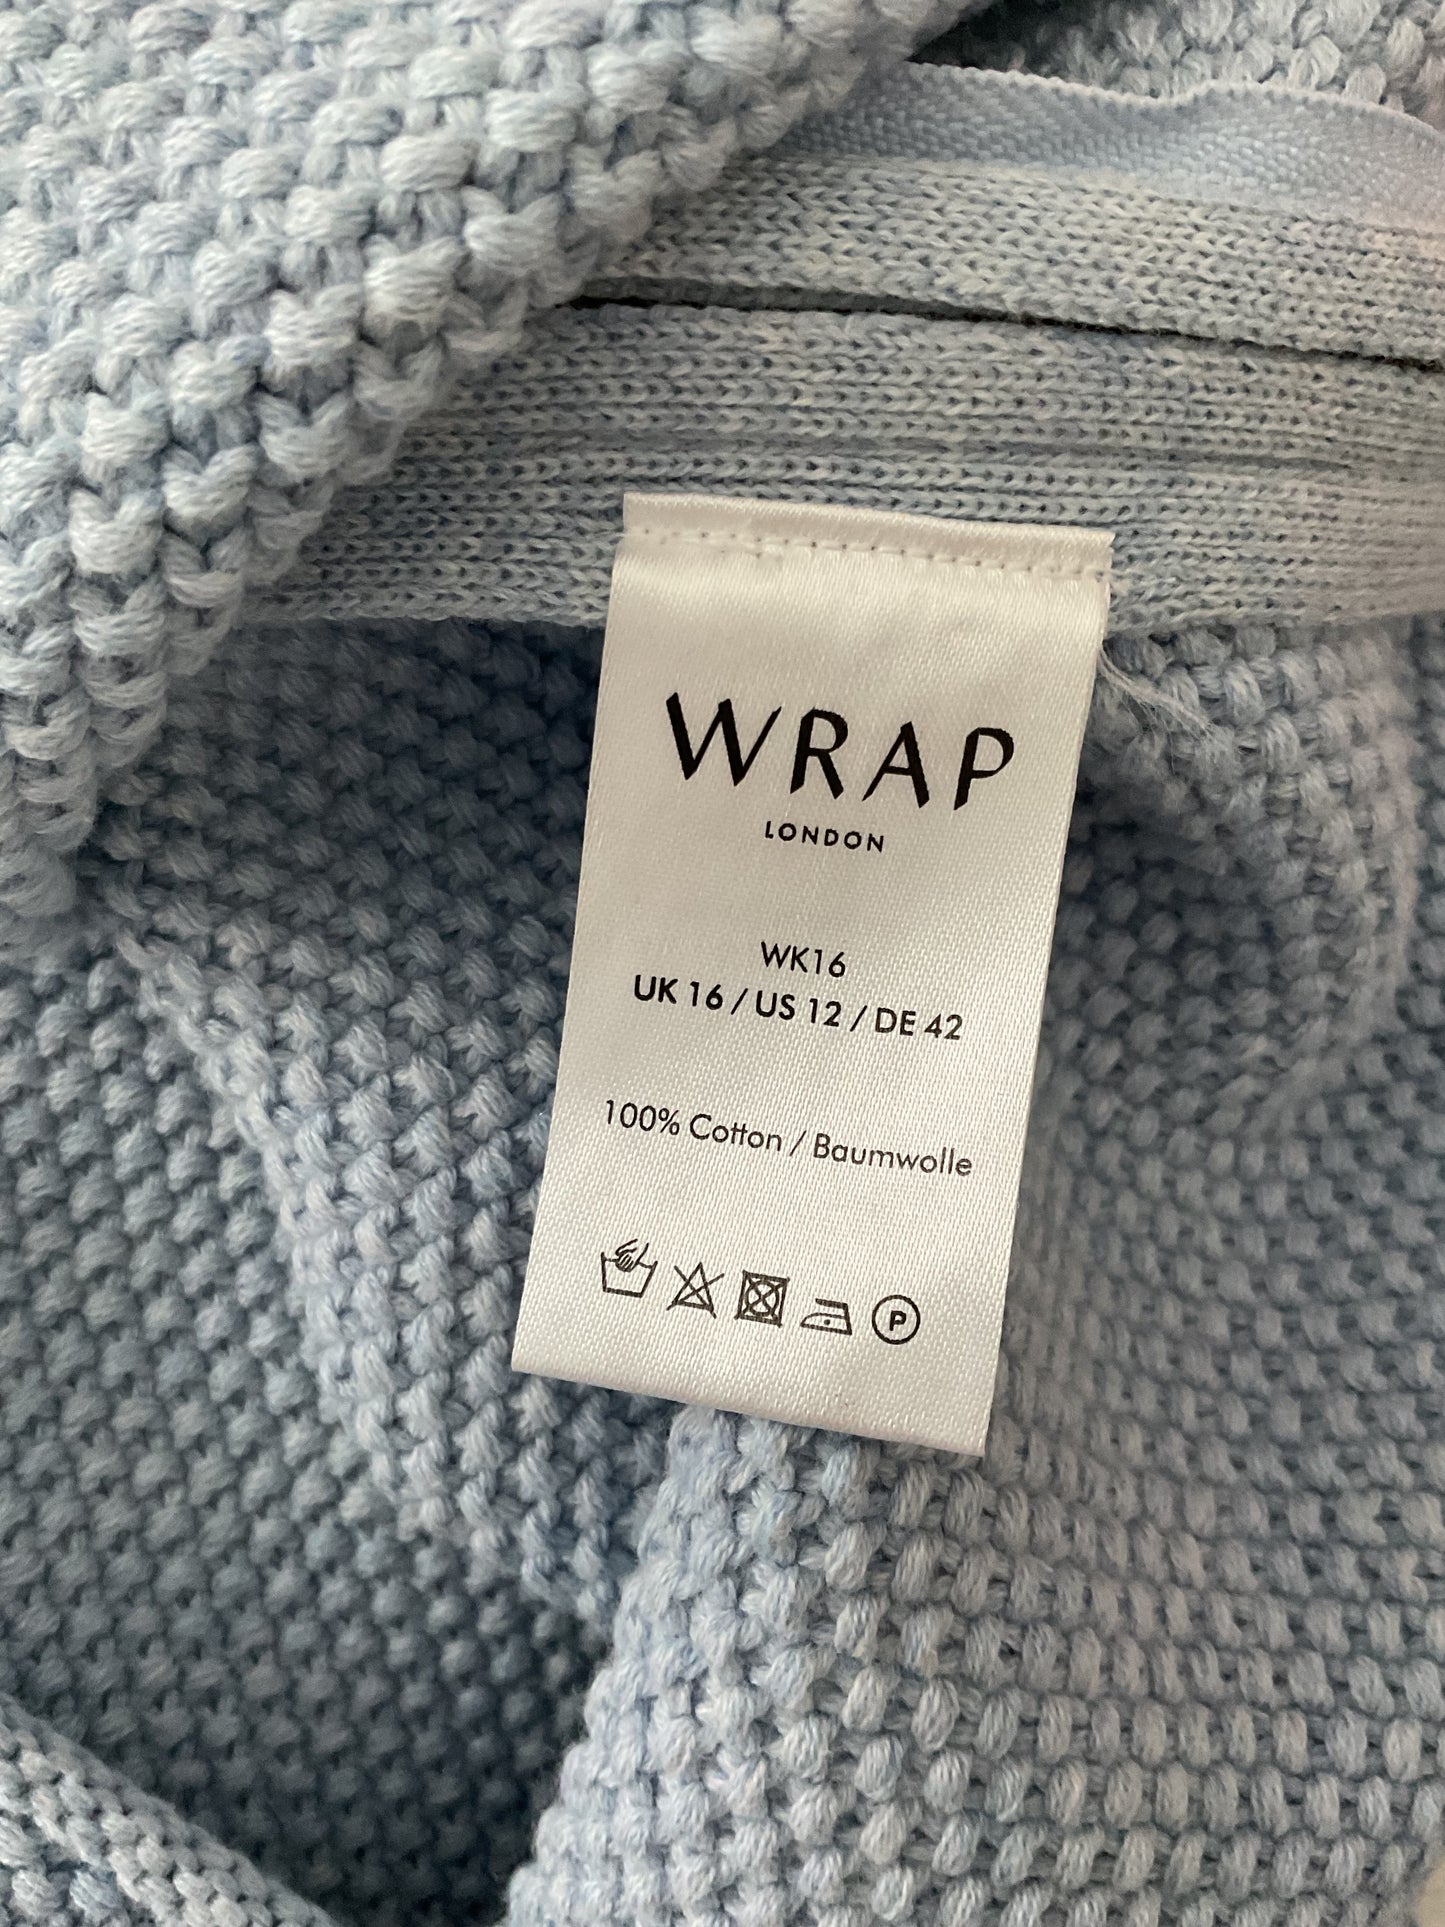 WRAP
LONDON
WK16
UK 16 / US 12 / DE 42
100% Cotton / Baumwolle
P